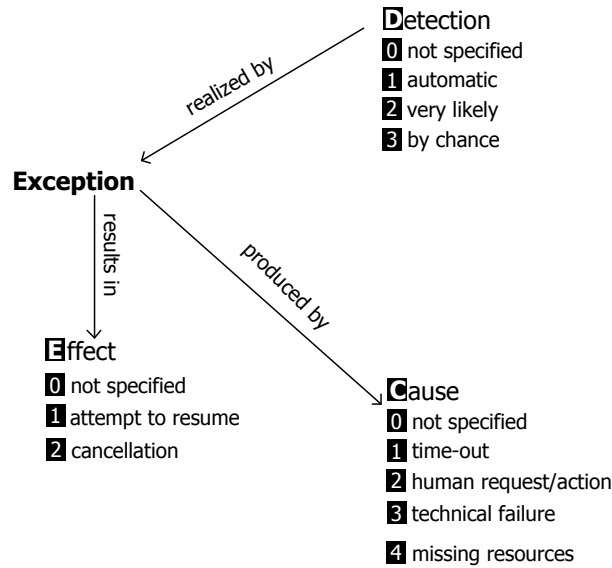 Detection
0 not specified
1 automatic
2 very likely
3 by chance
realized by
Exception
results in
produced by
Effect
0 not specified
1 attempt to resume
2 cancellation
Cause
0 not specified
1 time-out
2 human request/action
3 technical failure
4 missing resources